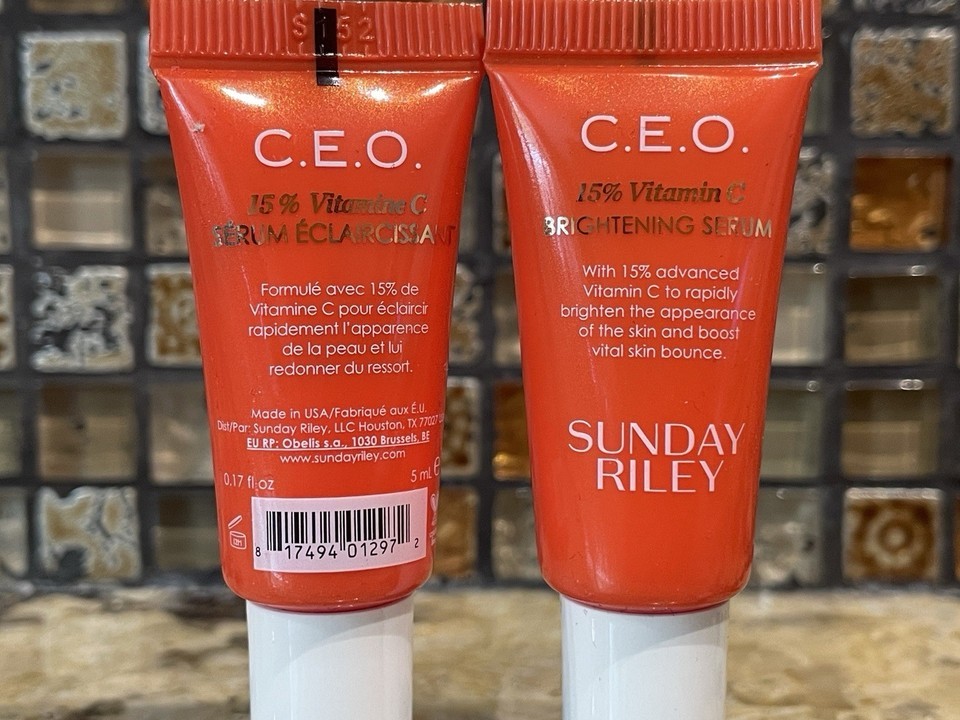 C.E.O.
15% Vitamine C
SÉRUM ÉCLAIRCISSANT
Formulé avec 15% de
Vitamine C pour éclaircir
rapidement l'apparence
de la peau et lui
redonner du ressort.
Made in USA/Fabriqué aux É.U.
Dist/Par: Sunday Riley, LLC Houston, TX 77027
EU RP: Obelis s.a., 1030 Brussels, BE
www.sundayriley.com
0.17 fl oz 5 mL e
8 17494 01297 2
C.E.O.
15% Vitamin C
BRIGHTENING SERUM
With 15% advanced
Vitamin C to rapidly
brighten the appearance
of the skin and boost
vital skin bounce.
SUNDAY
RILEY